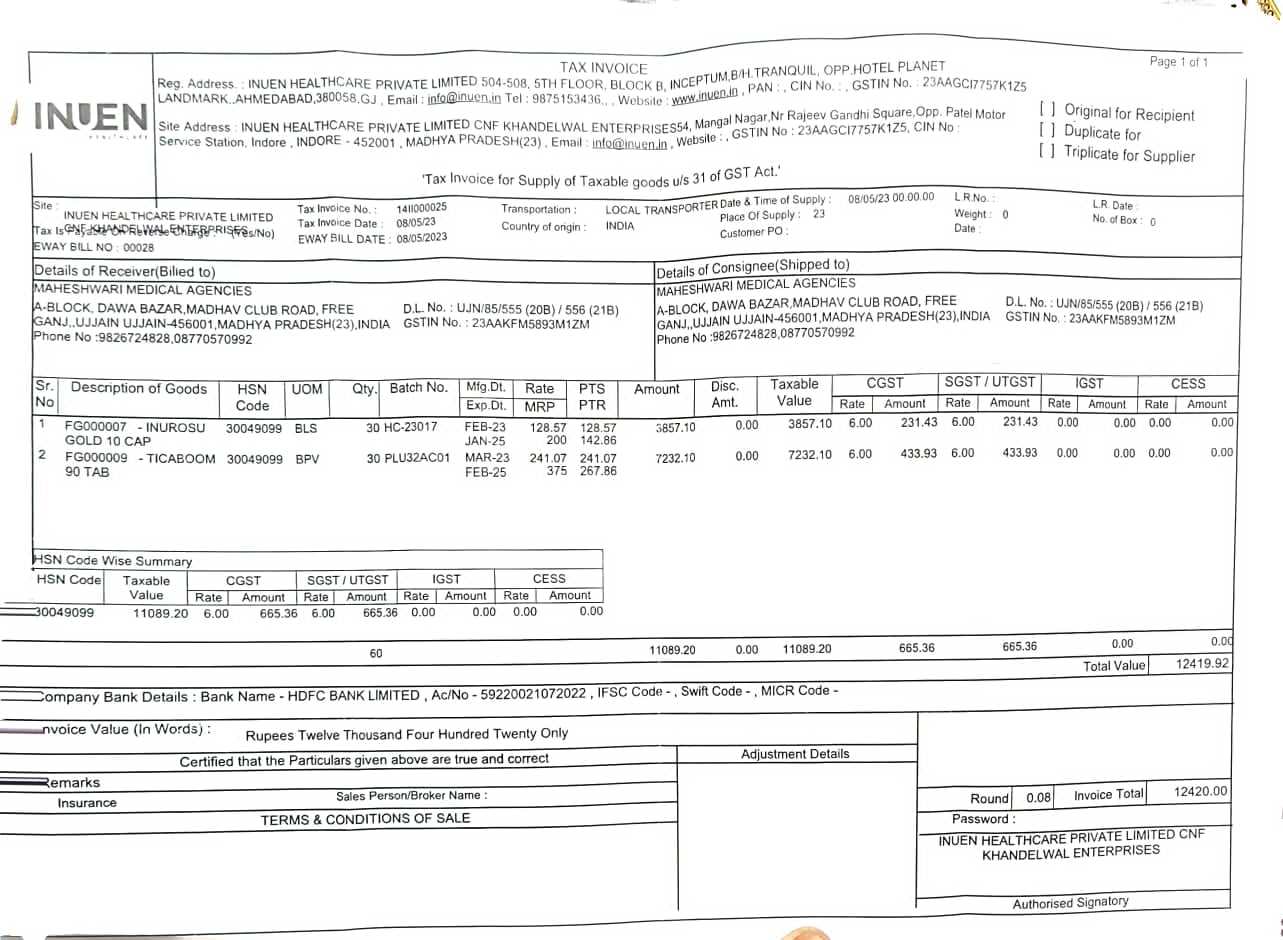 TAX INVOICE
Page 1 of 1
INUEN
HEALTHCARE
Reg. Address. : INUEN HEALTHCARE PRIVATE LIMITED 504-508, 5TH FLOOR, BLOCK B, INCEPTUM,B/H.TRANQUIL, OPP.HOTEL PLANET
LANDMARK.,AHMEDABAD,380058,GJ , Email : info@inuen.in Tel : 9875153436,, , Website : www.inuen.in , PAN : , CIN No. : , GSTIN No. : 23AAGCI7757K1Z5
Site Address : INUEN HEALTHCARE PRIVATE LIMITED CNF KHANDELWAL ENTERPRISES54, Mangal Nagar,Nr Rajeev Gandhi Square,Opp. Patel Motor
Service Station, Indore , INDORE - 452001 , MADHYA PRADESH(23) , Email : info@inuen.in , Website : , GSTIN No : 23AAGCI7757K1Z5, CIN No :
[ ] Original for Recipient
[ ] Duplicate for
[ ] Triplicate for Supplier
'Tax Invoice for Supply of Taxable goods u/s 31 of GST Act.'
Site :
INUEN HEALTHCARE PRIVATE LIMITED
CNF KHANDELWAL ENTERPRISES
Tax Is Payable On Reverse Charge : (Yes/No)
EWAY BILL NO : 00028
Tax Invoice No. : 14II000025
Tax Invoice Date : 08/05/23
EWAY BILL DATE : 08/05/2023
Transportation : LOCAL TRANSPORTER
Country of origin : INDIA
Date & Time of Supply : 08/05/23 00.00.00
Place Of Supply : 23
Customer PO :
L.R.No. :
Weight : 0
Date :
L.R. Date :
No. of Box : 0
Details of Receiver(Bilied to)
MAHESHWARI MEDICAL AGENCIES
A-BLOCK, DAWA BAZAR,MADHAV CLUB ROAD, FREE
GANJ,,UJJAIN UJJAIN-456001,MADHYA PRADESH(23),INDIA
Phone No :9826724828,08770570992
D.L. No. : UJN/85/555 (20B) / 556 (21B)
GSTIN No. : 23AAKFM5893M1ZM
Details of Consignee(Shipped to)
MAHESHWARI MEDICAL AGENCIES
A-BLOCK, DAWA BAZAR,MADHAV CLUB ROAD, FREE
GANJ,,UJJAIN UJJAIN-456001,MADHYA PRADESH(23),INDIA
Phone No :9826724828,08770570992
D.L. No. : UJN/85/555 (20B) / 556 (21B)
GSTIN No. : 23AAKFM5893M1ZM
Sr. No Description of Goods HSN Code UOM Qty. Batch No. Mfg.Dt. Rate PTS Amount Disc. Amt. Taxable Value CGST SGST / UTGST IGST CESS
Exp.Dt. MRP PTR Rate Amount Rate Amount Rate Amount Rate Amount
1 FG000007 - INUROSU 30049099 BLS 30 HC-23017 FEB-23 128.57 128.57 3857.10 0.00 3857.10 6.00 231.43 6.00 231.43 0.00 0.00 0.00 0.00
GOLD 10 CAP JAN-25 200 142.86
2 FG000009 - TICABOOM 30049099 BPV 30 PLU32AC01 MAR-23 241.07 241.07 7232.10 0.00 7232.10 6.00 433.93 6.00 433.93 0.00 0.00 0.00 0.00
90 TAB FEB-25 375 267.86
HSN Code Wise Summary
HSN Code Taxable Value CGST SGST / UTGST IGST CESS
Rate Amount Rate Amount Rate Amount Rate Amount
30049099 11089.20 6.00 665.36 6.00 665.36 0.00 0.00 0.00 0.00
60 11089.20 0.00 11089.20 665.36 665.36 0.00 0.00
Total Value 12419.92
Company Bank Details : Bank Name - HDFC BANK LIMITED , Ac/No - 59220021072022 , IFSC Code - , Swift Code - , MICR Code -
nvoice Value (In Words) : Rupees Twelve Thousand Four Hundred Twenty Only
Certified that the Particulars given above are true and correct
Adjustment Details
Remarks
Insurance
Sales Person/Broker Name :
TERMS & CONDITIONS OF SALE
Round 0.08 Invoice Total 12420.00
Password :
INUEN HEALTHCARE PRIVATE LIMITED CNF
KHANDELWAL ENTERPRISES
Authorised Signatory